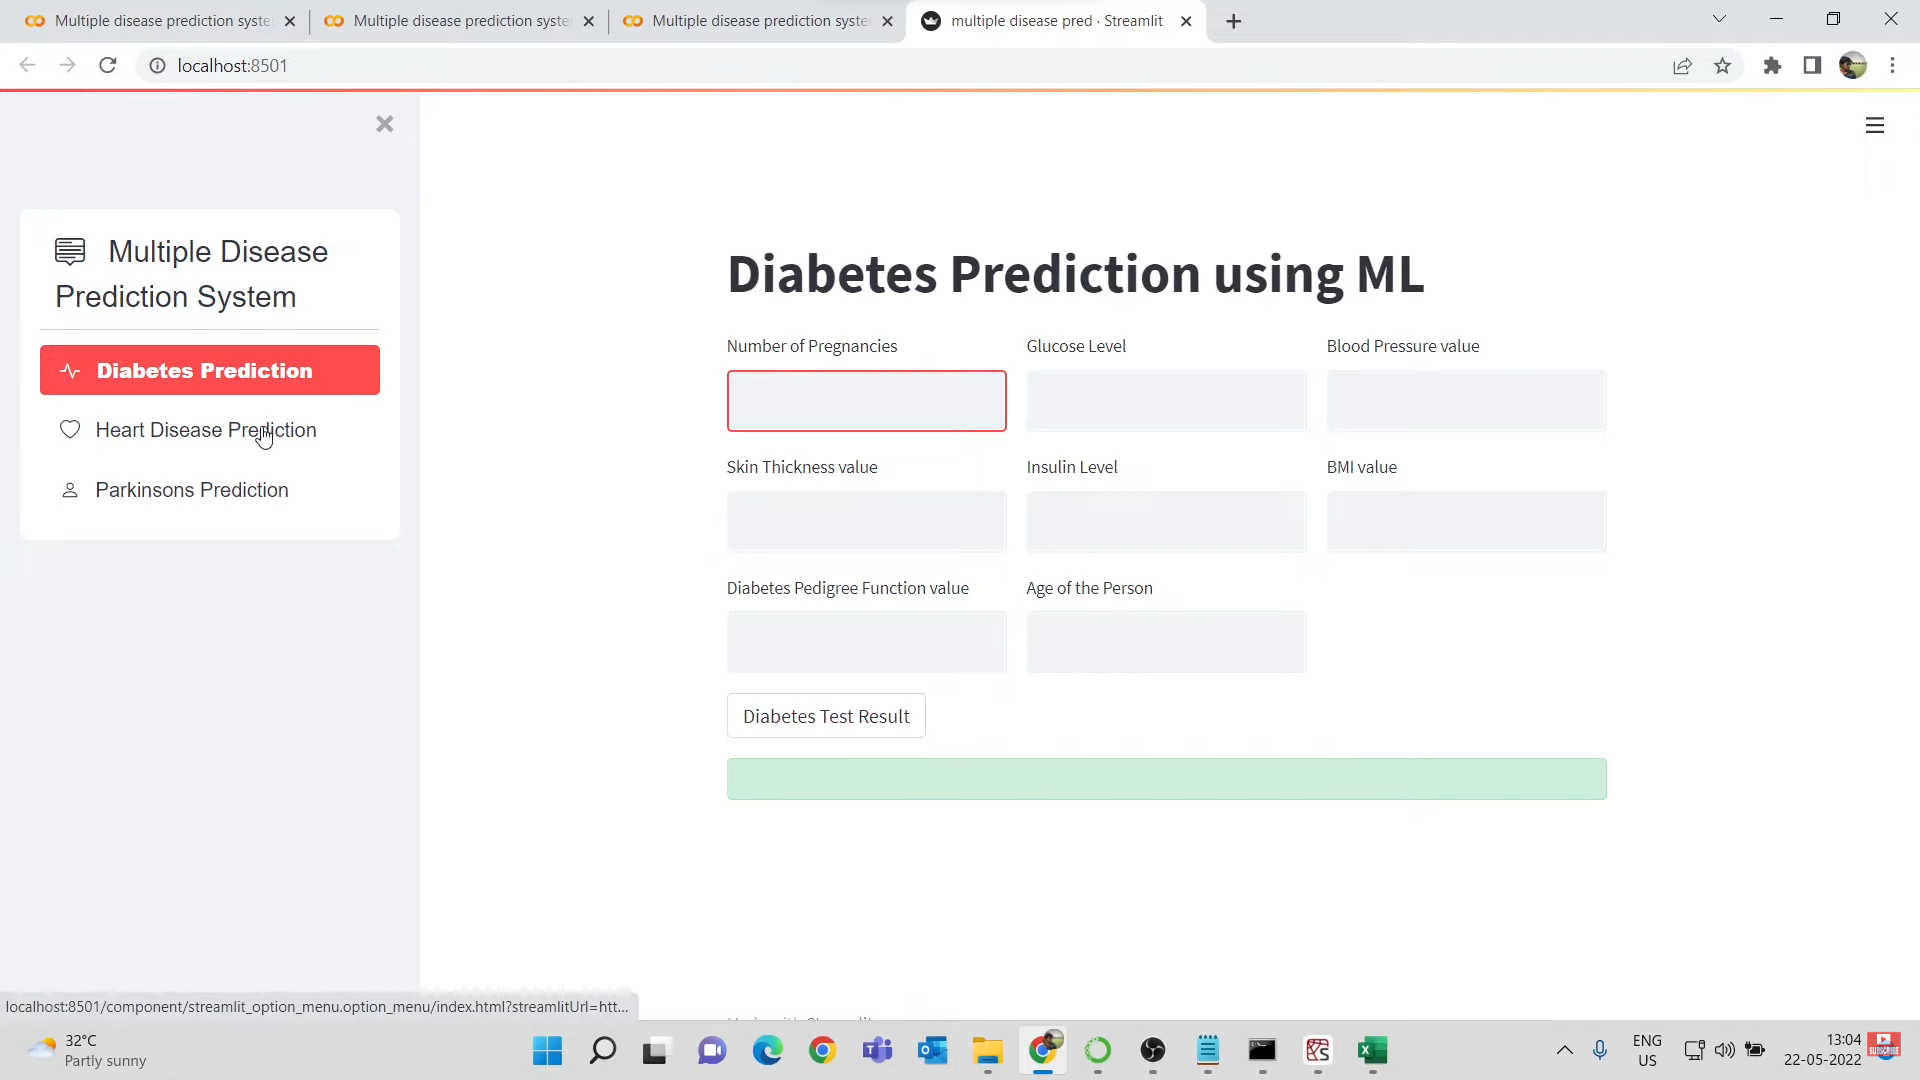 Multiple disease prediction syste
Multiple disease prediction syste
Multiple disease prediction syste
multiple disease pred · Streamlit
localhost:8501
Multiple Disease
Prediction System
Diabetes Prediction
Heart Disease Prediction
Parkinsons Prediction
Diabetes Prediction using ML
Number of Pregnancies
Glucose Level
Blood Pressure value
Skin Thickness value
Insulin Level
BMI value
Diabetes Pedigree Function value
Age of the Person
Diabetes Test Result
localhost:8501/component/streamlit_option_menu.option_menu/index.html?streamlitUrl=htt...
32°C
Partly sunny
ENG
US
13:04
22-05-2022
SUBSCRIBE